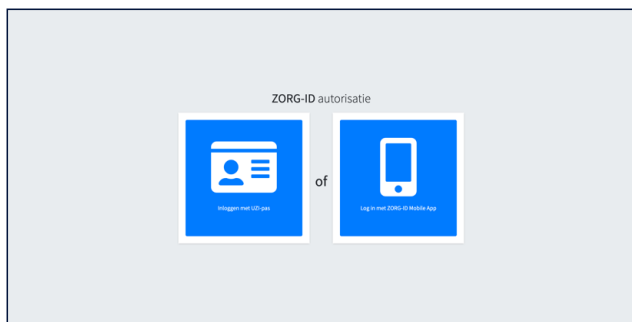 ZORG-ID autorisatie
Inloggen met UZI-pas
of
Log in met ZORG-ID Mobile App